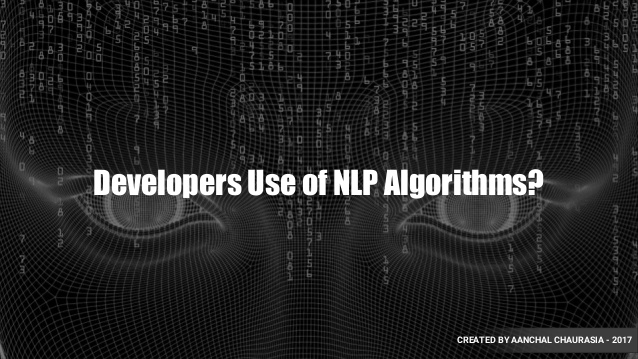 Developers Use of NLP Algorithms?
CREATED BY AANCHAL CHAURASIA - 2017